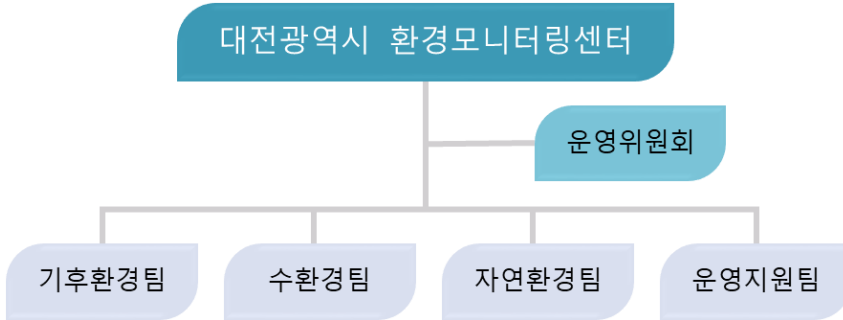 대전광역시 환경모니터링센터
운영위원회
기후환경팀
수환경팀
자연환경팀
운영지원팀